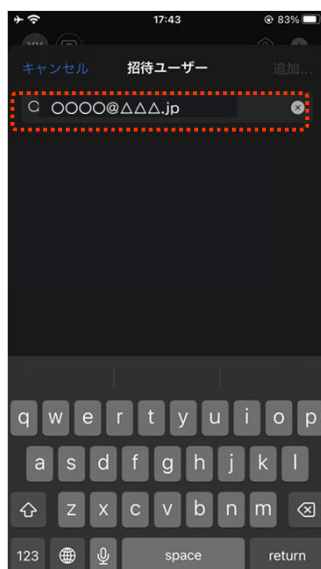 17:43 83%
キャンセル 招待ユーザー 追加...
〇〇〇〇@△△△.jp
q w e r t y u i o p
a s d f g h j k l
z x c v b n m
123 space return